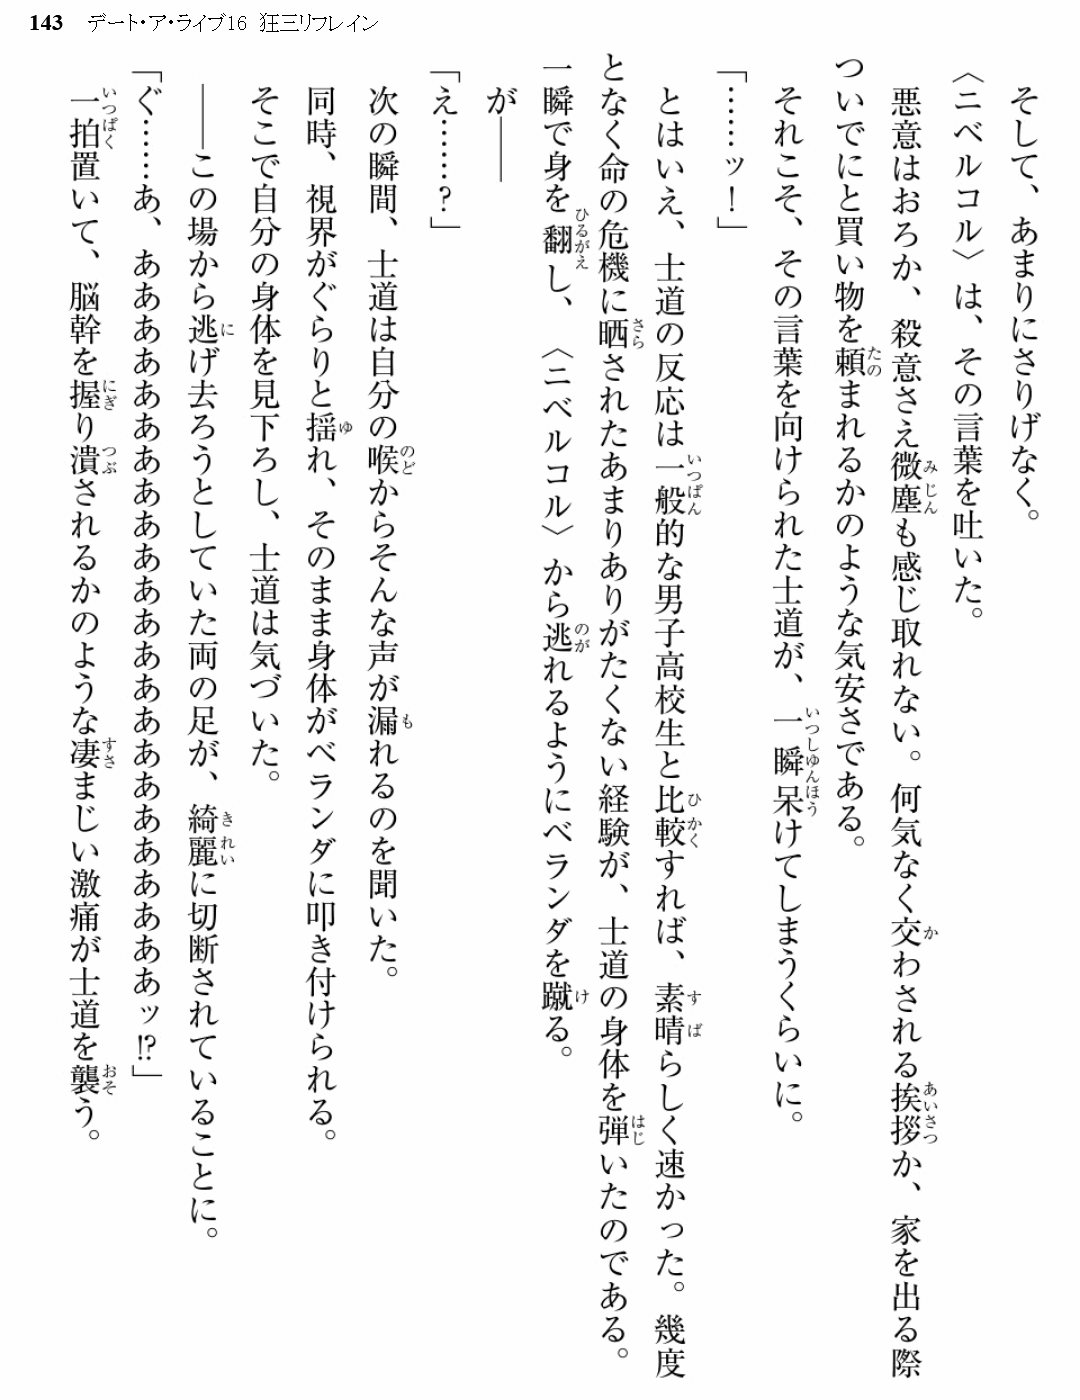 143 デート・ア・ライブ16 狂三リフレイン
そして、あまりにさりげなく。
〈ニベルコル〉は、その言葉を吐いた。
悪意はおろか、殺意さえ微塵も感じ取れない。何気なく交わされる挨拶か、家を出る際
ついでにと買い物を頼まれるかのような気安さである。
それこそ、その言葉を向けられた士道が、一瞬呆けてしまうくらいに。
「……ッ！」
とはいえ、士道の反応は一般的な男子高校生と比較すれば、素晴らしく速かった。幾度
となく命の危機に晒されたあまりありがたくない経験が、士道の身体を弾いたのである。
一瞬で身を翻し、〈ニベルコル〉から逃れるようにベランダを蹴る。
が――
「え……？」
次の瞬間、士道は自分の喉からそんな声が漏れるのを聞いた。
同時、視界がぐらりと揺れ、そのまま身体がベランダに叩き付けられる。
そこで自分の身体を見下ろし、士道は気づいた。
――この場から逃げ去ろうとしていた両の足が、綺麗に切断されていることに。
「ぐ……あ、あああああああああああああああああああああああッ!?」
一拍置いて、脳幹を握り潰されるかのような凄まじい激痛が士道を襲う。